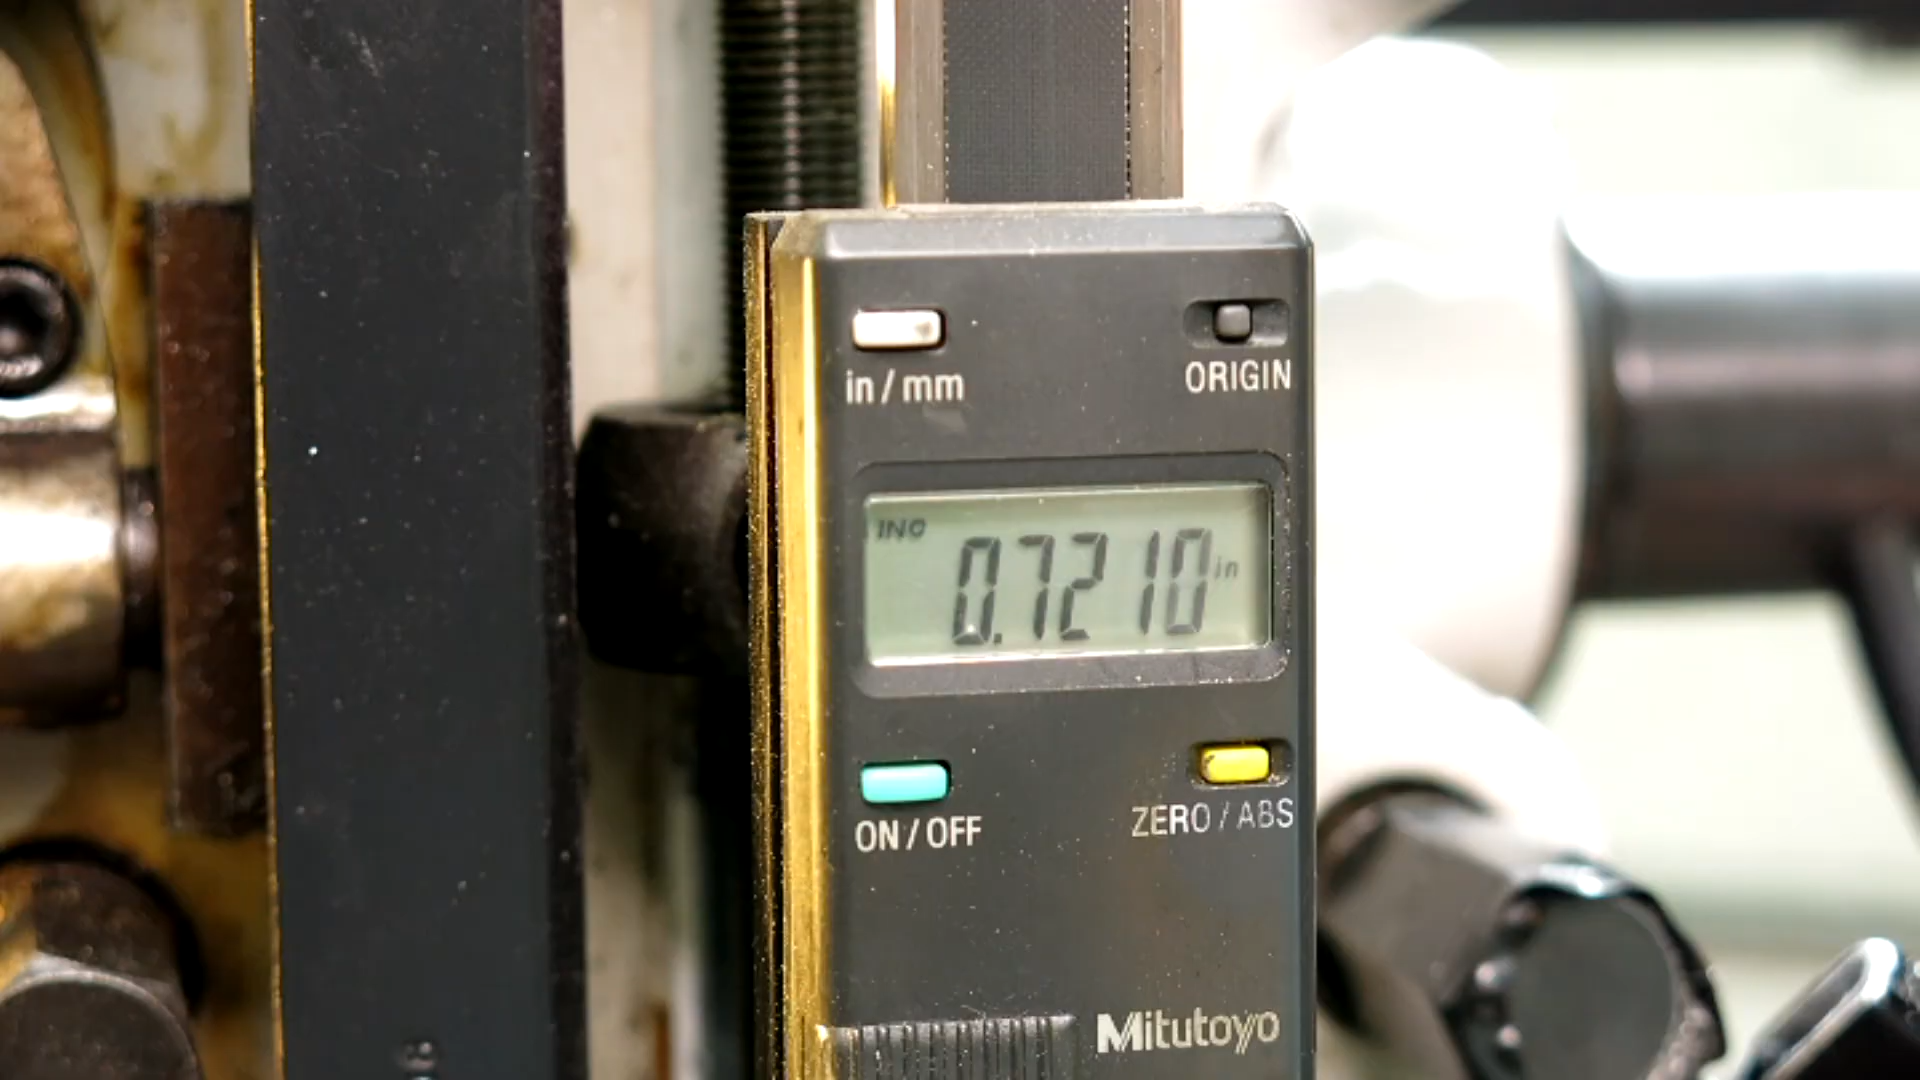 in / mm
ORIGIN
INC
0.7210 in
ON / OFF
ZERO / ABS
Mitutoyo